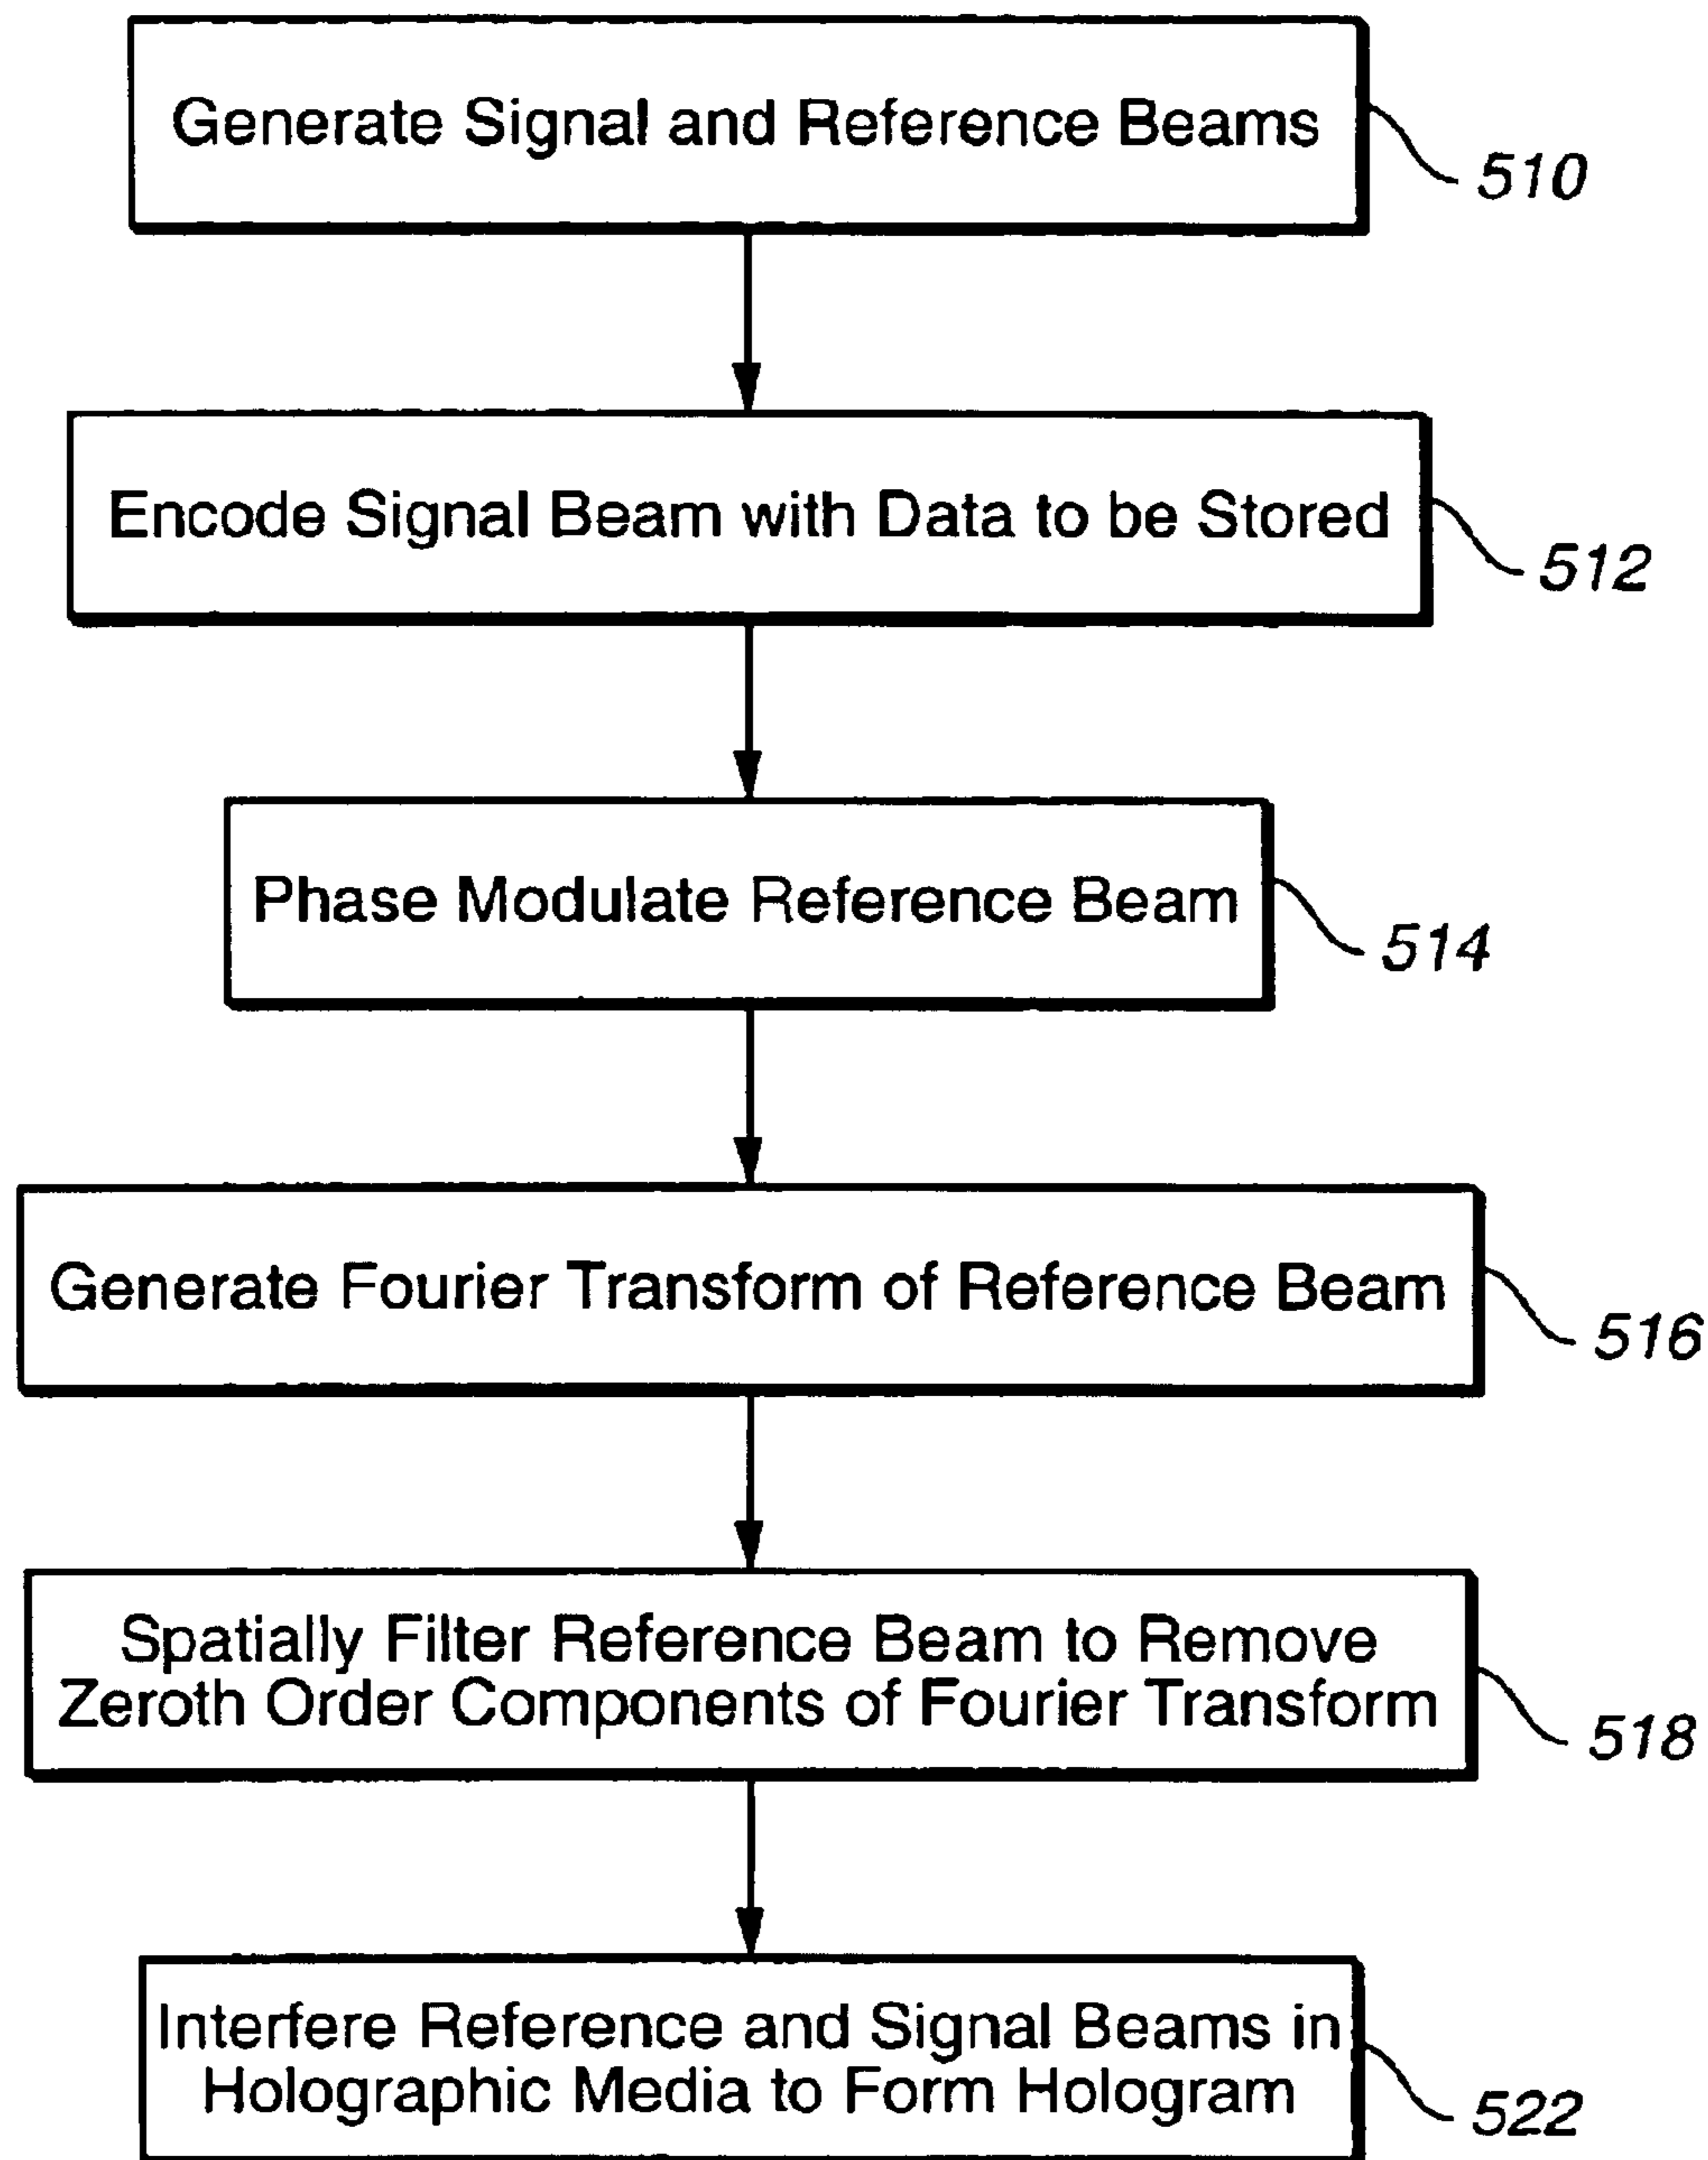 Generate Signal and Reference Beams
510
Encode Signal Beam with Data to be Stored
512
Phase Modulate Reference Beam
514
Generate Fourier Transform of Reference Beam
516
Spatially Filter Reference Beam to Remove
Zeroth Order Components of Fourier Transform
518
Interfere Reference and Signal Beams in
Holographic Media to Form Hologram
522